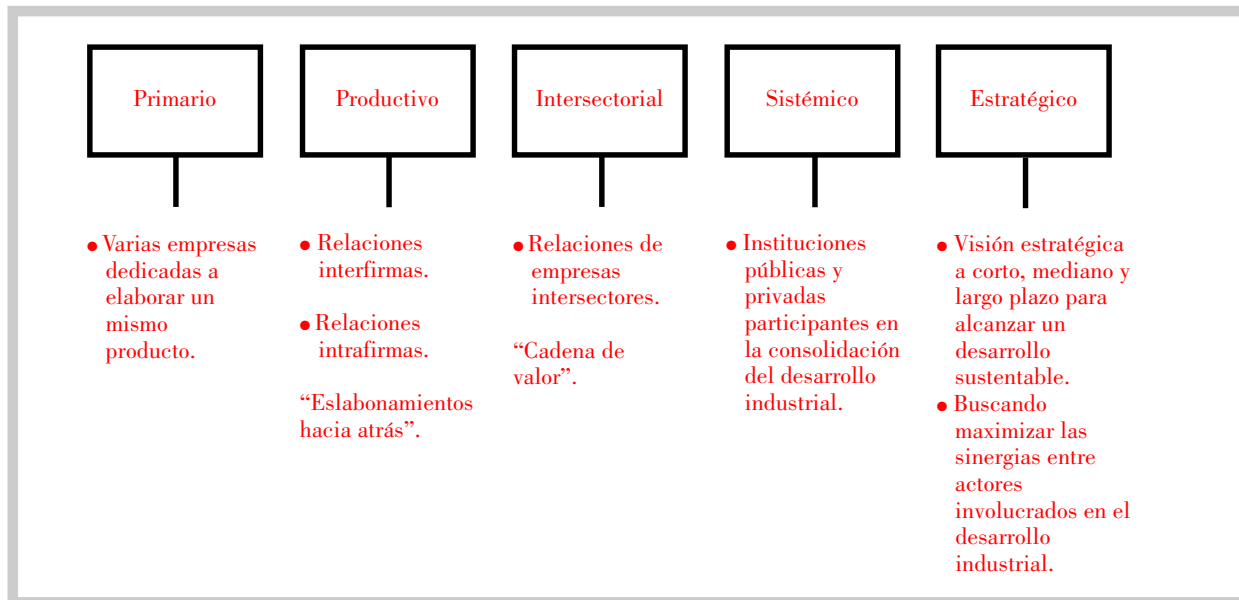 Primario
Productivo
Intersectorial
Sistémico
Estratégico
● Varias empresas
dedicadas a
elaborar un
mismo
producto.
● Relaciones
interfirmas.
● Relaciones
intrafirmas.
“Eslabonamientos
hacia atrás”.
● Relaciones de
empresas
intersectores.
“Cadena de
valor”.
● Instituciones
públicas y
privadas
participantes en
la consolidación
del desarrollo
industrial.
● Visión estratégica
a corto, mediano y
largo plazo para
alcanzar un
desarrollo
sustentable.
● Buscando
maximizar las
sinergias entre
actores
involucrados en el
desarrollo
industrial.